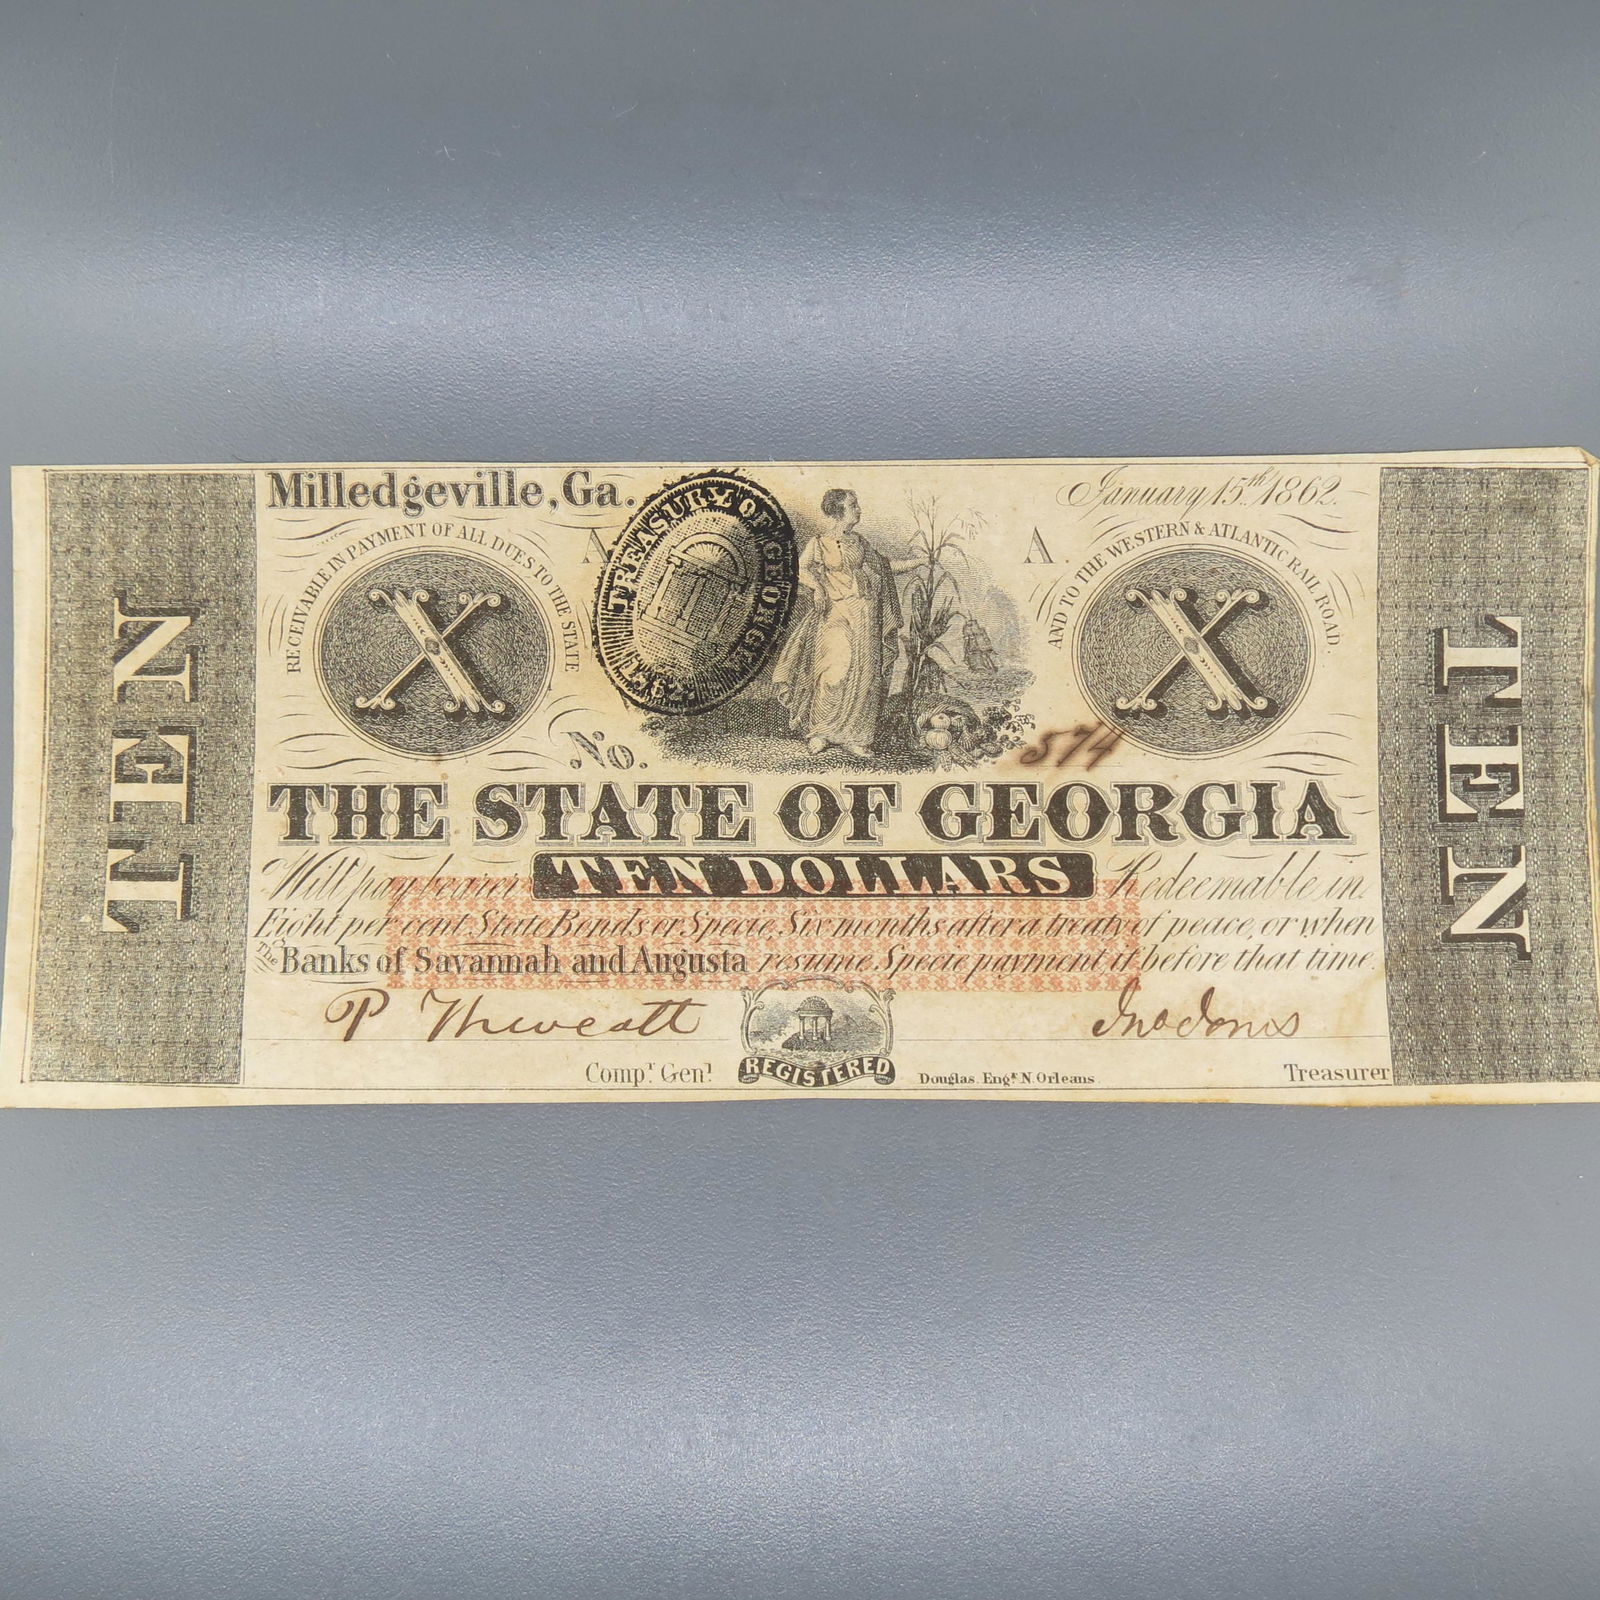 Milledgeville, Ga.
January 15th 1862.
TREASURY OF GEORGIA
A
A.
RECEIVABLE IN PAYMENT OF ALL DUES TO THE STATE
AND TO THE WESTERN & ATLANTIC RAIL ROAD.
X
X
TEN
TEN
No. 574
THE STATE OF GEORGIA
Will pay bearer TEN DOLLARS Redeemable in
Eight per cent State Bonds or Specie, Six months after a treaty of peace, or when
The Banks of Savannah and Augusta resume Specie payment if before that time.
P Thweatt
Jno Jones
Compr. Genl
REGISTERED
Douglas. Engr. N. Orleans.
Treasurer